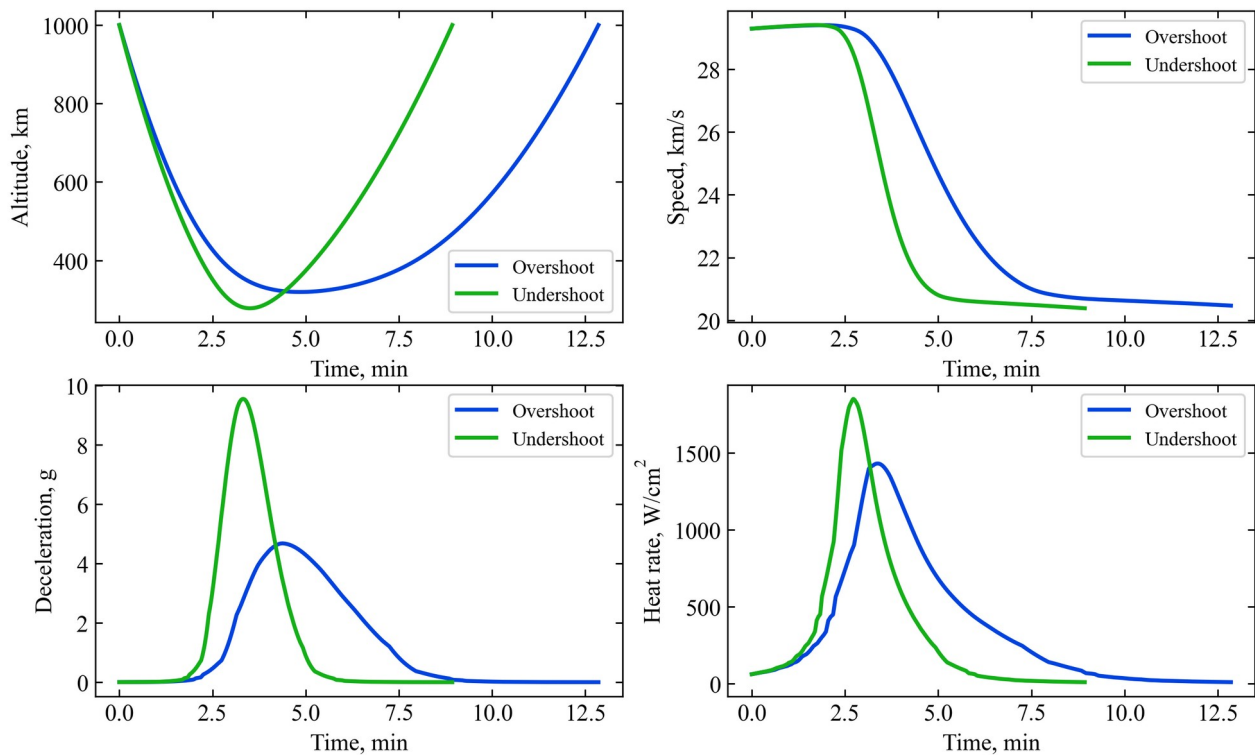 1000
800
600
400
Altitude, km
0.0 2.5 5.0 7.5 10.0 12.5
Time, min
Overshoot
Undershoot
28
26
24
22
20
Speed, km/s
0.0 2.5 5.0 7.5 10.0 12.5
Time, min
Overshoot
Undershoot
10
8
6
4
2
0
Deceleration, g
0.0 2.5 5.0 7.5 10.0 12.5
Time, min
Overshoot
Undershoot
1500
1000
500
0
Heat rate, W/cm²
0.0 2.5 5.0 7.5 10.0 12.5
Time, min
Overshoot
Undershoot